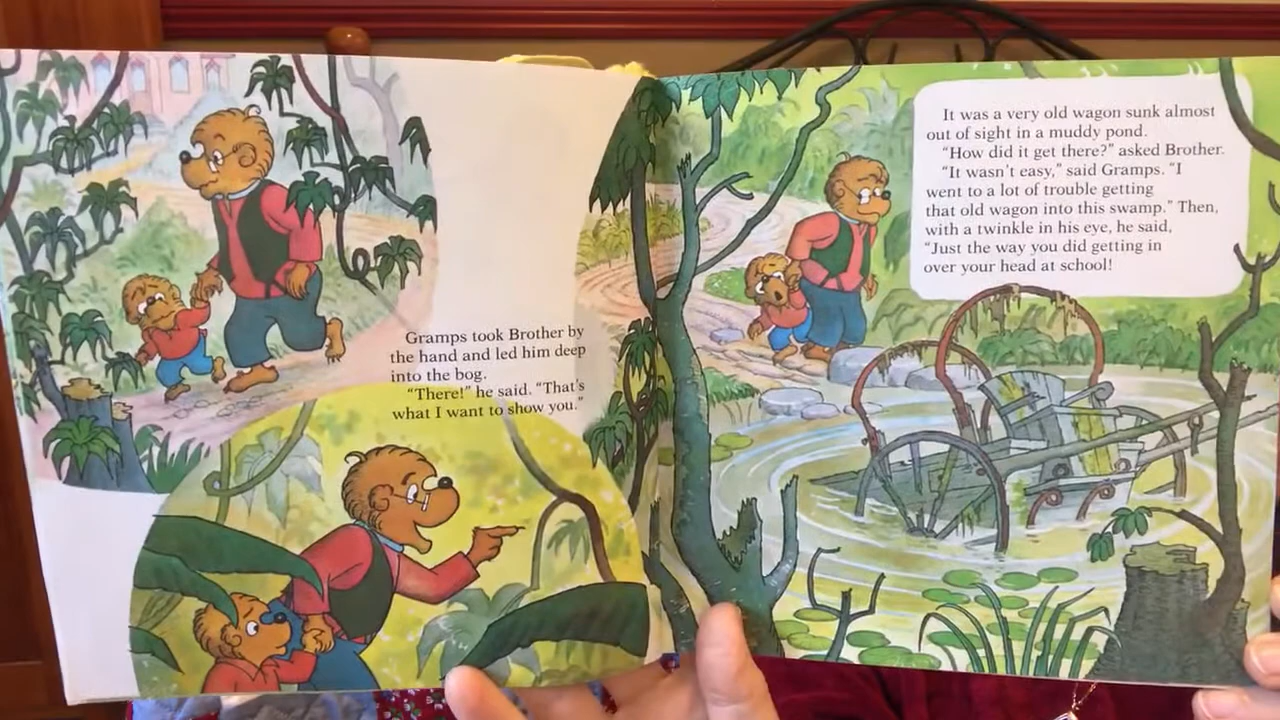 Gramps took Brother by
the hand and led him deep
into the bog.
"There!" he said. "That's
what I want to show you."
It was a very old wagon sunk almost
out of sight in a muddy pond.
"How did it get there?" asked Brother.
"It wasn't easy," said Gramps. "I
went to a lot of trouble getting
that old wagon into this swamp." Then,
with a twinkle in his eye, he said,
"Just the way you did getting in
over your head at school!